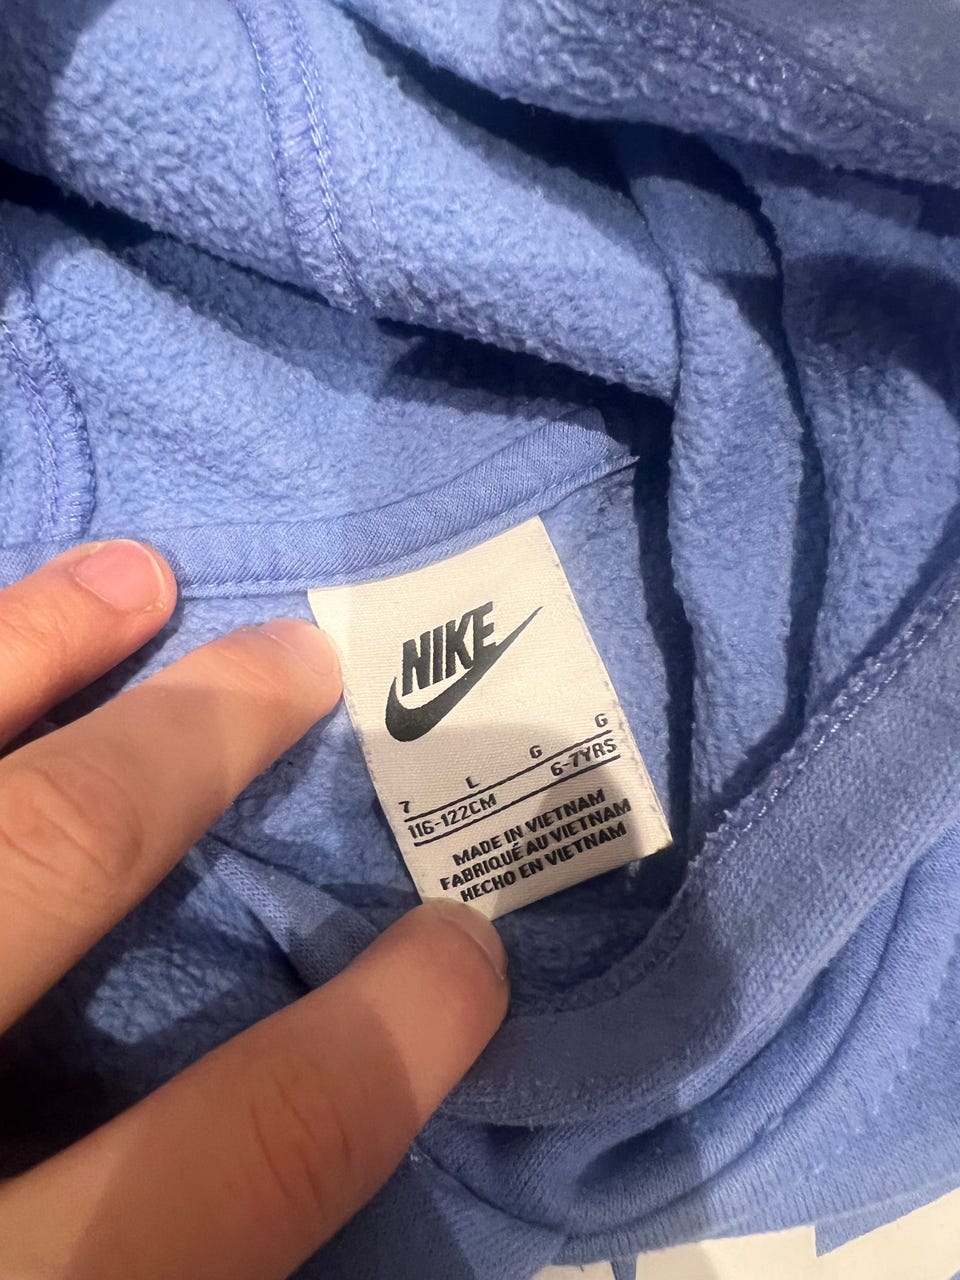 NIKE
7 L G G
116-122CM 6-7YRS
MADE IN VIETNAM
FABRIQUÉ AU VIETNAM
HECHO EN VIETNAM